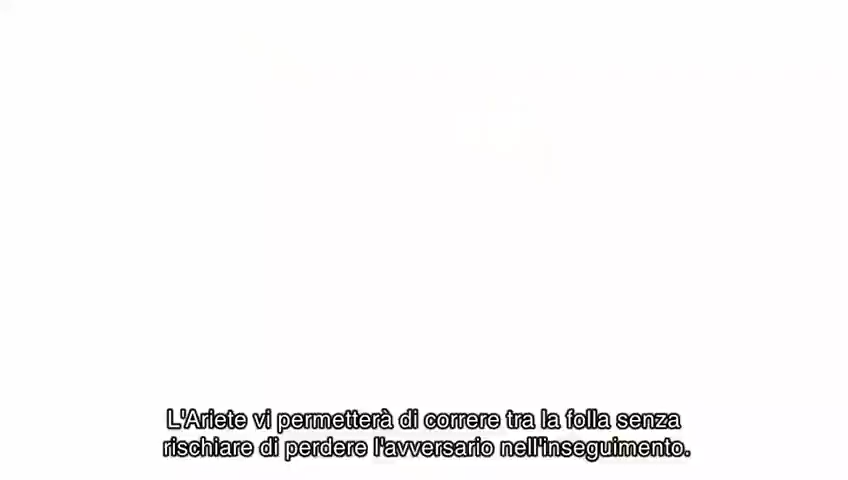 L'Ariete vi permetterà di correre tra la folla senza
rischiare di perdere l'avversario nell'inseguimento.